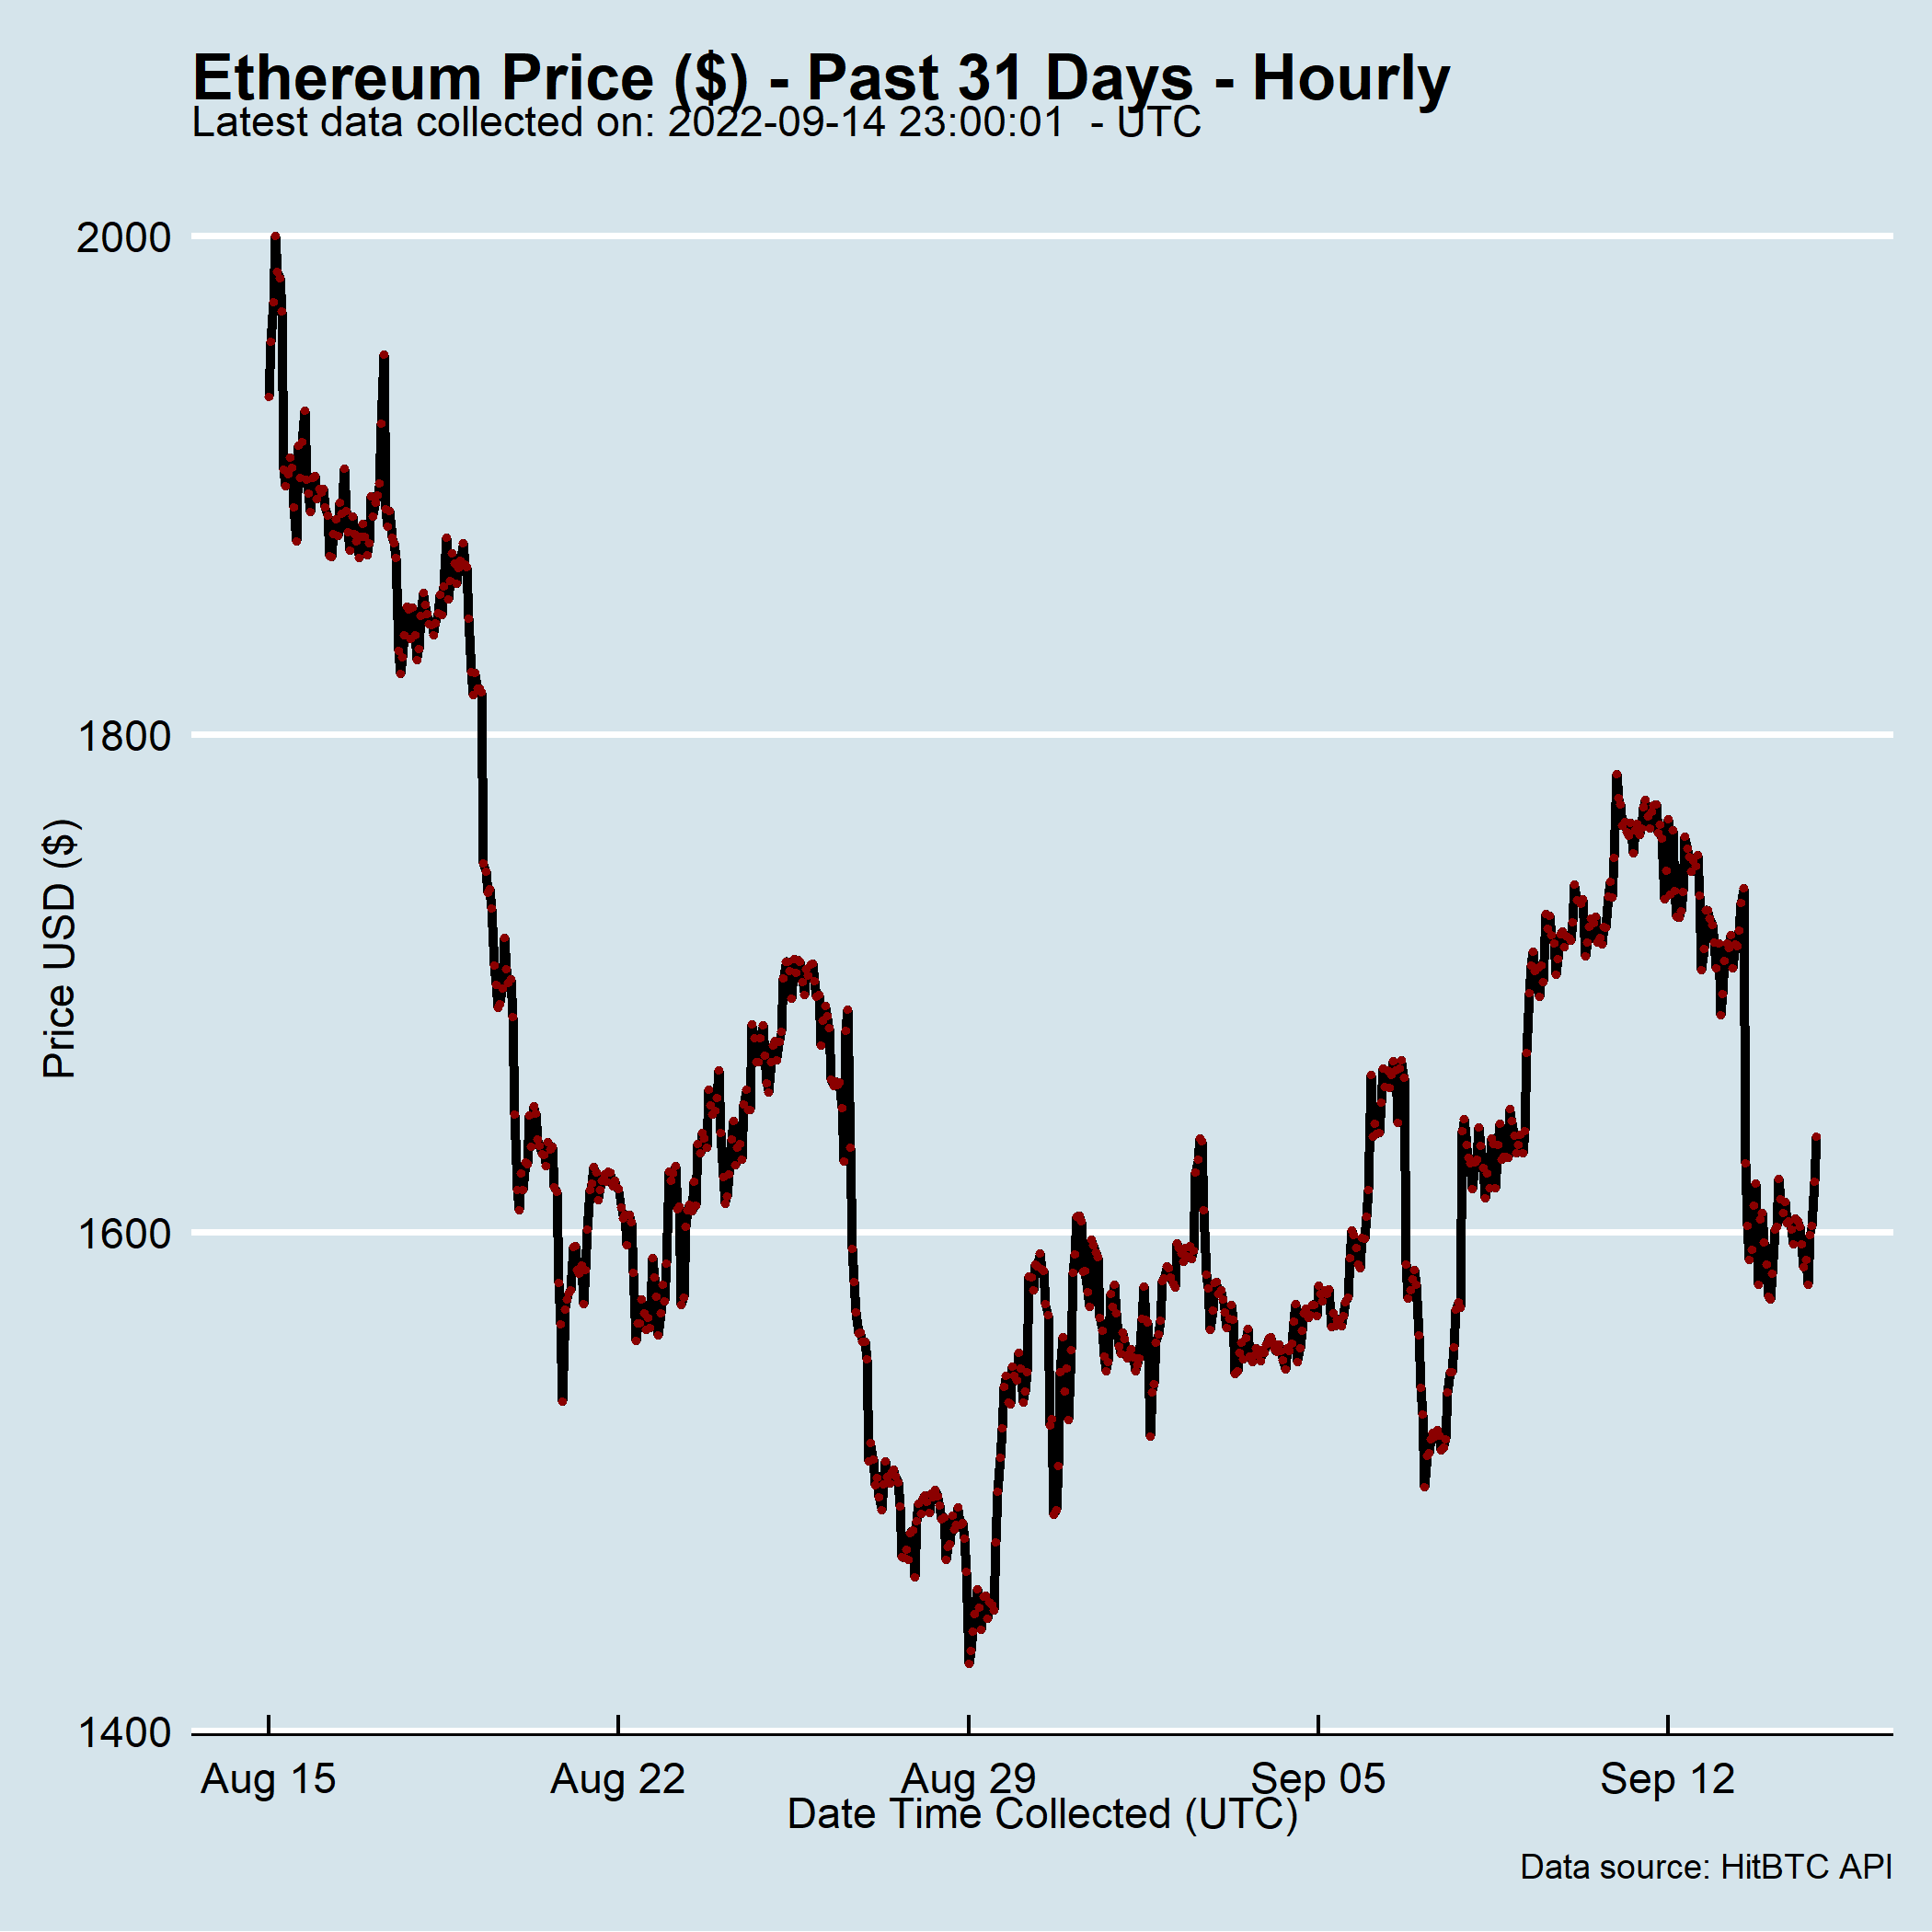 Ethereum Price ($) - Past 31 Days - Hourly
Latest data collected on: 2022-09-14 23:00:01  - UTC
2000
1800
1600
1400
Price USD ($)
Aug 15 Aug 22 Aug 29 Sep 05 Sep 12
Date Time Collected (UTC)
Data source: HitBTC API